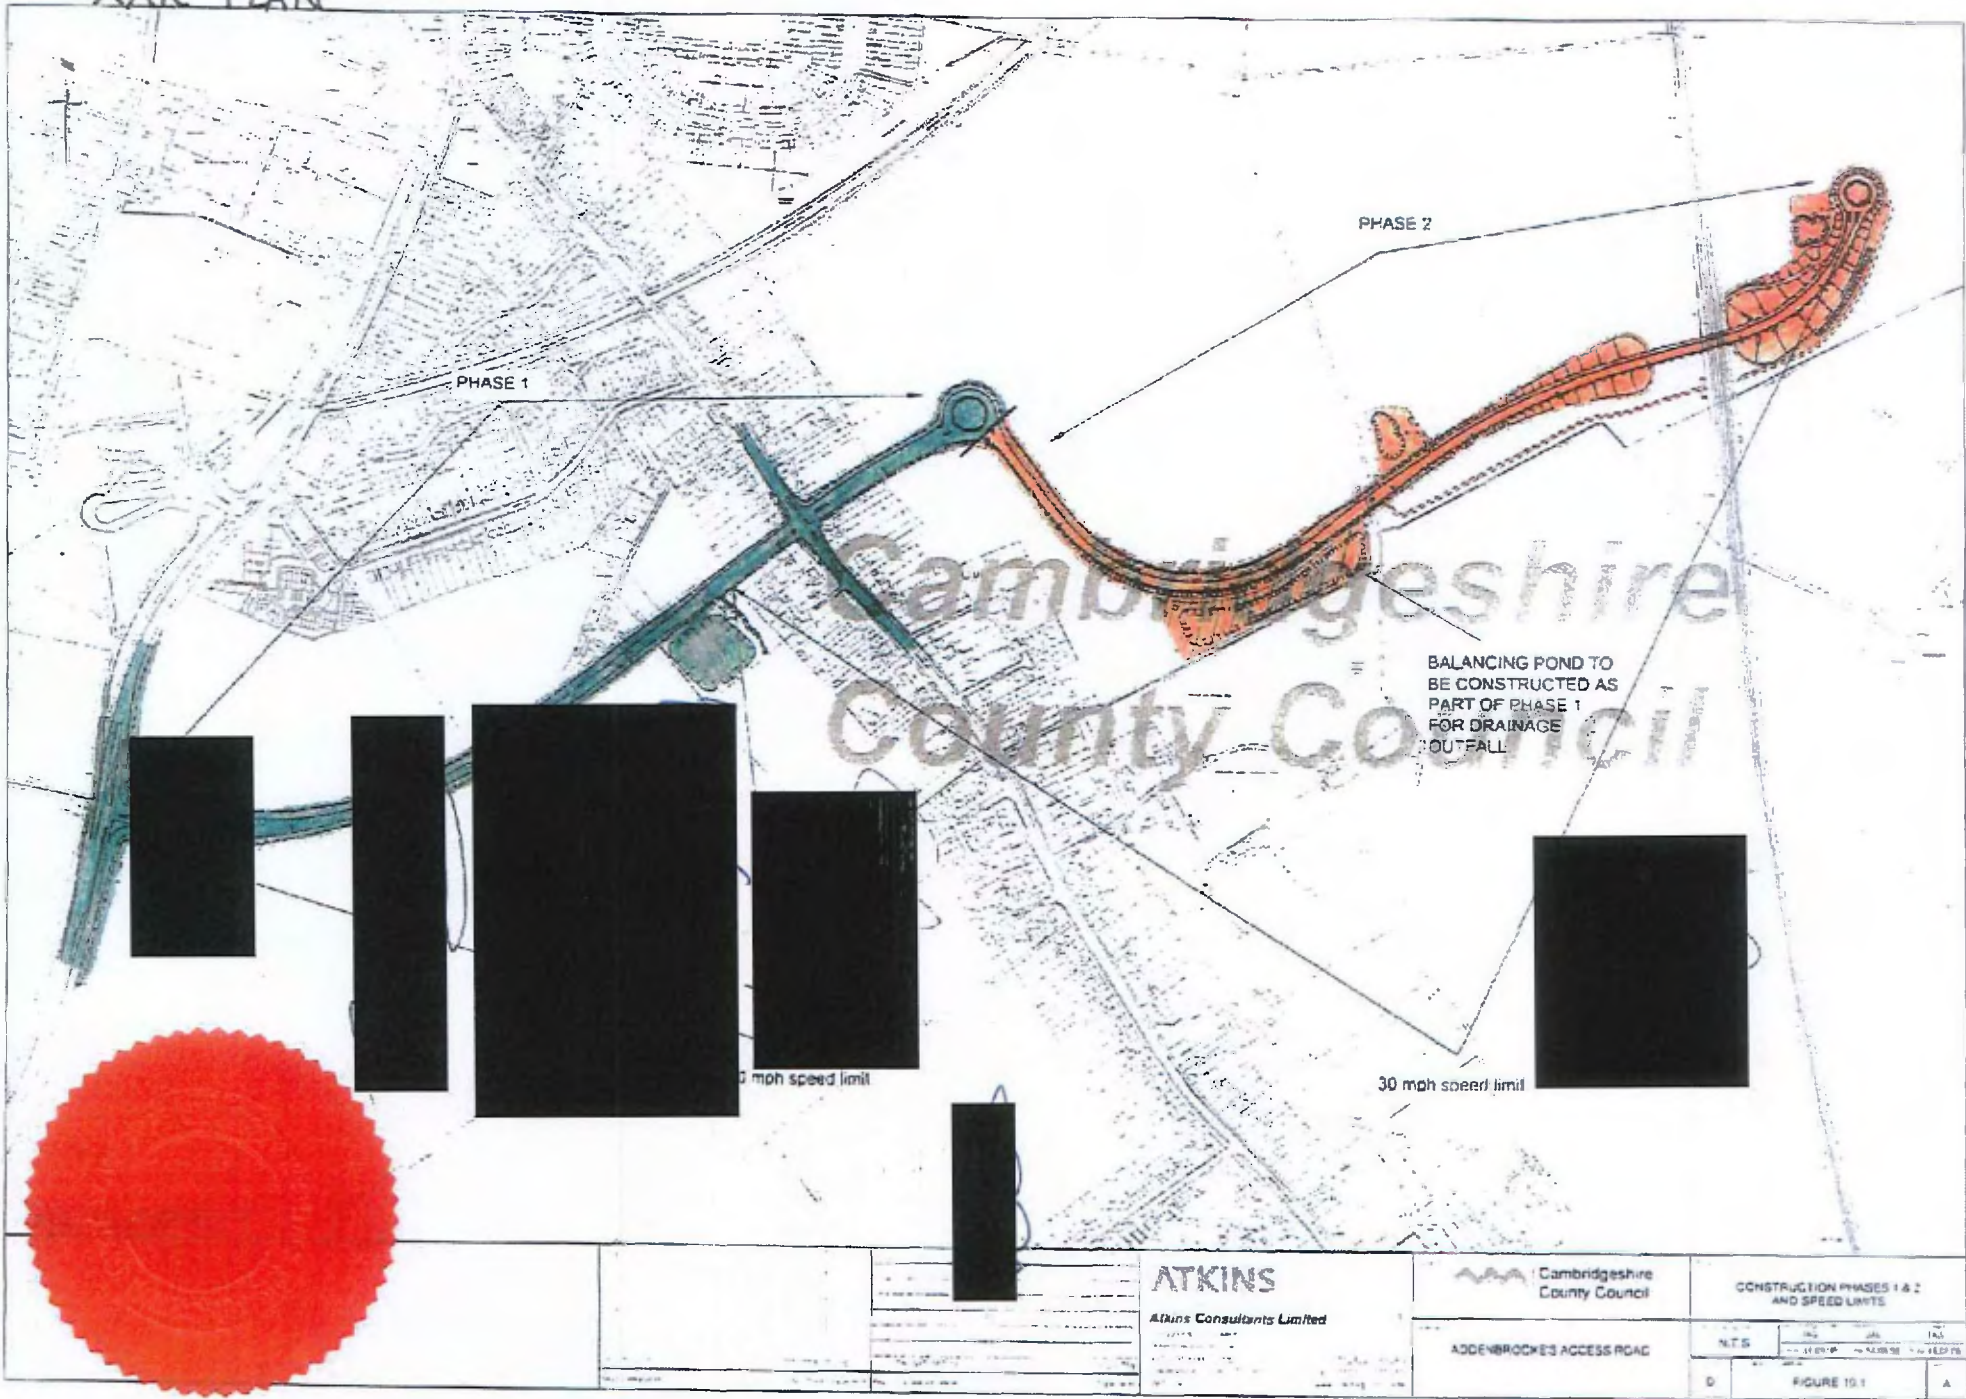 PLAN
PHASE 2
PHASE 1
Cambridgeshire
County Council
BALANCING POND TO
BE CONSTRUCTED AS
PART OF PHASE 1
FOR DRAINAGE
OUTFALL
mph speed limit
30 mph speed limit
ATKINS
Atkins Consultants Limited
Cambridgeshire
County Council
ADDENBROOKE'S ACCESS ROAD
CONSTRUCTION PHASES 1 & 2
AND SPEED LIMITS
N.T.S
D
FIGURE 10.1
A